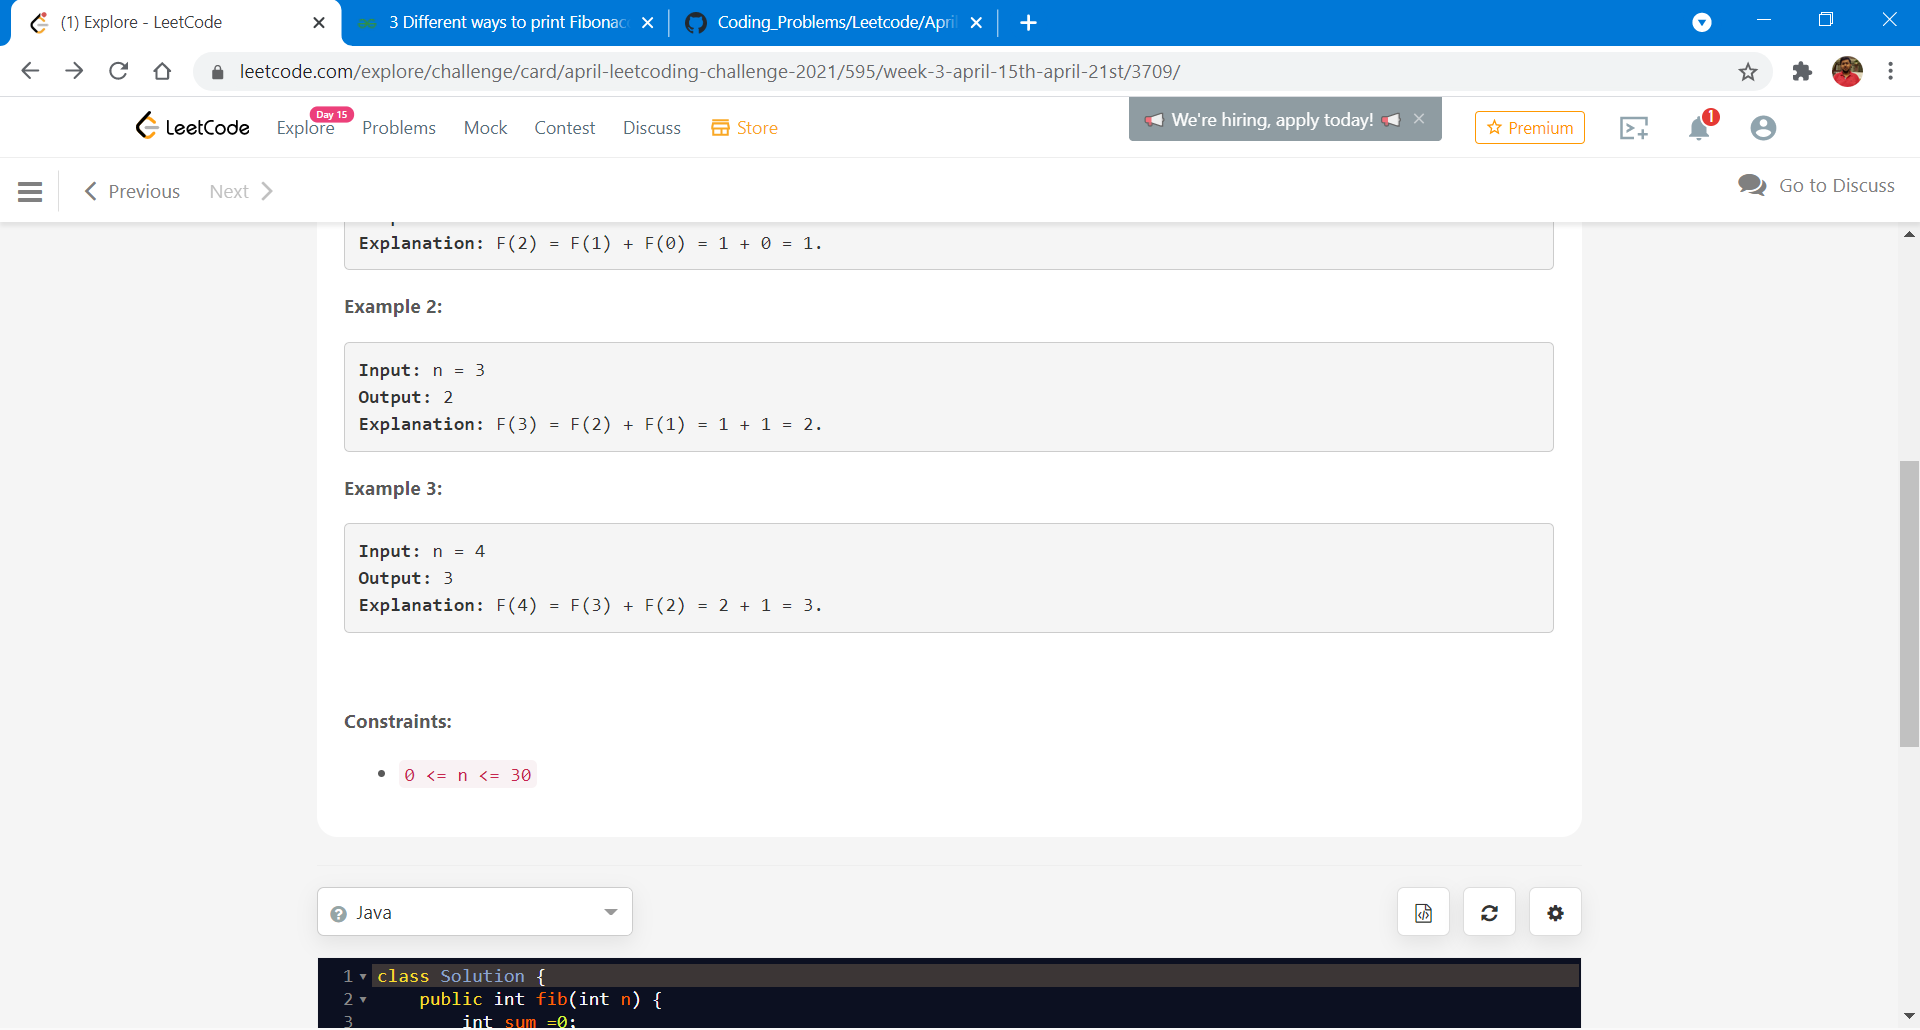 (1) Explore - LeetCode
3 Different ways to print Fibonac
Coding_Problems/Leetcode/April
leetcode.com/explore/challenge/card/april-leetcoding-challenge-2021/595/week-3-april-15th-april-21st/3709/
LeetCode
Explore
Day 15
Problems
Mock
Contest
Discuss
Store
We're hiring, apply today!
Premium
1
Previous
Next
Go to Discuss
Explanation: F(2) = F(1) + F(0) = 1 + 0 = 1.
Example 2:
Input: n = 3
Output: 2
Explanation: F(3) = F(2) + F(1) = 1 + 1 = 2.
Example 3:
Input: n = 4
Output: 3
Explanation: F(4) = F(3) + F(2) = 2 + 1 = 3.
Constraints:
0 <= n <= 30
Java
1 class Solution {
2 public int fib(int n) {
3 int sum =0;